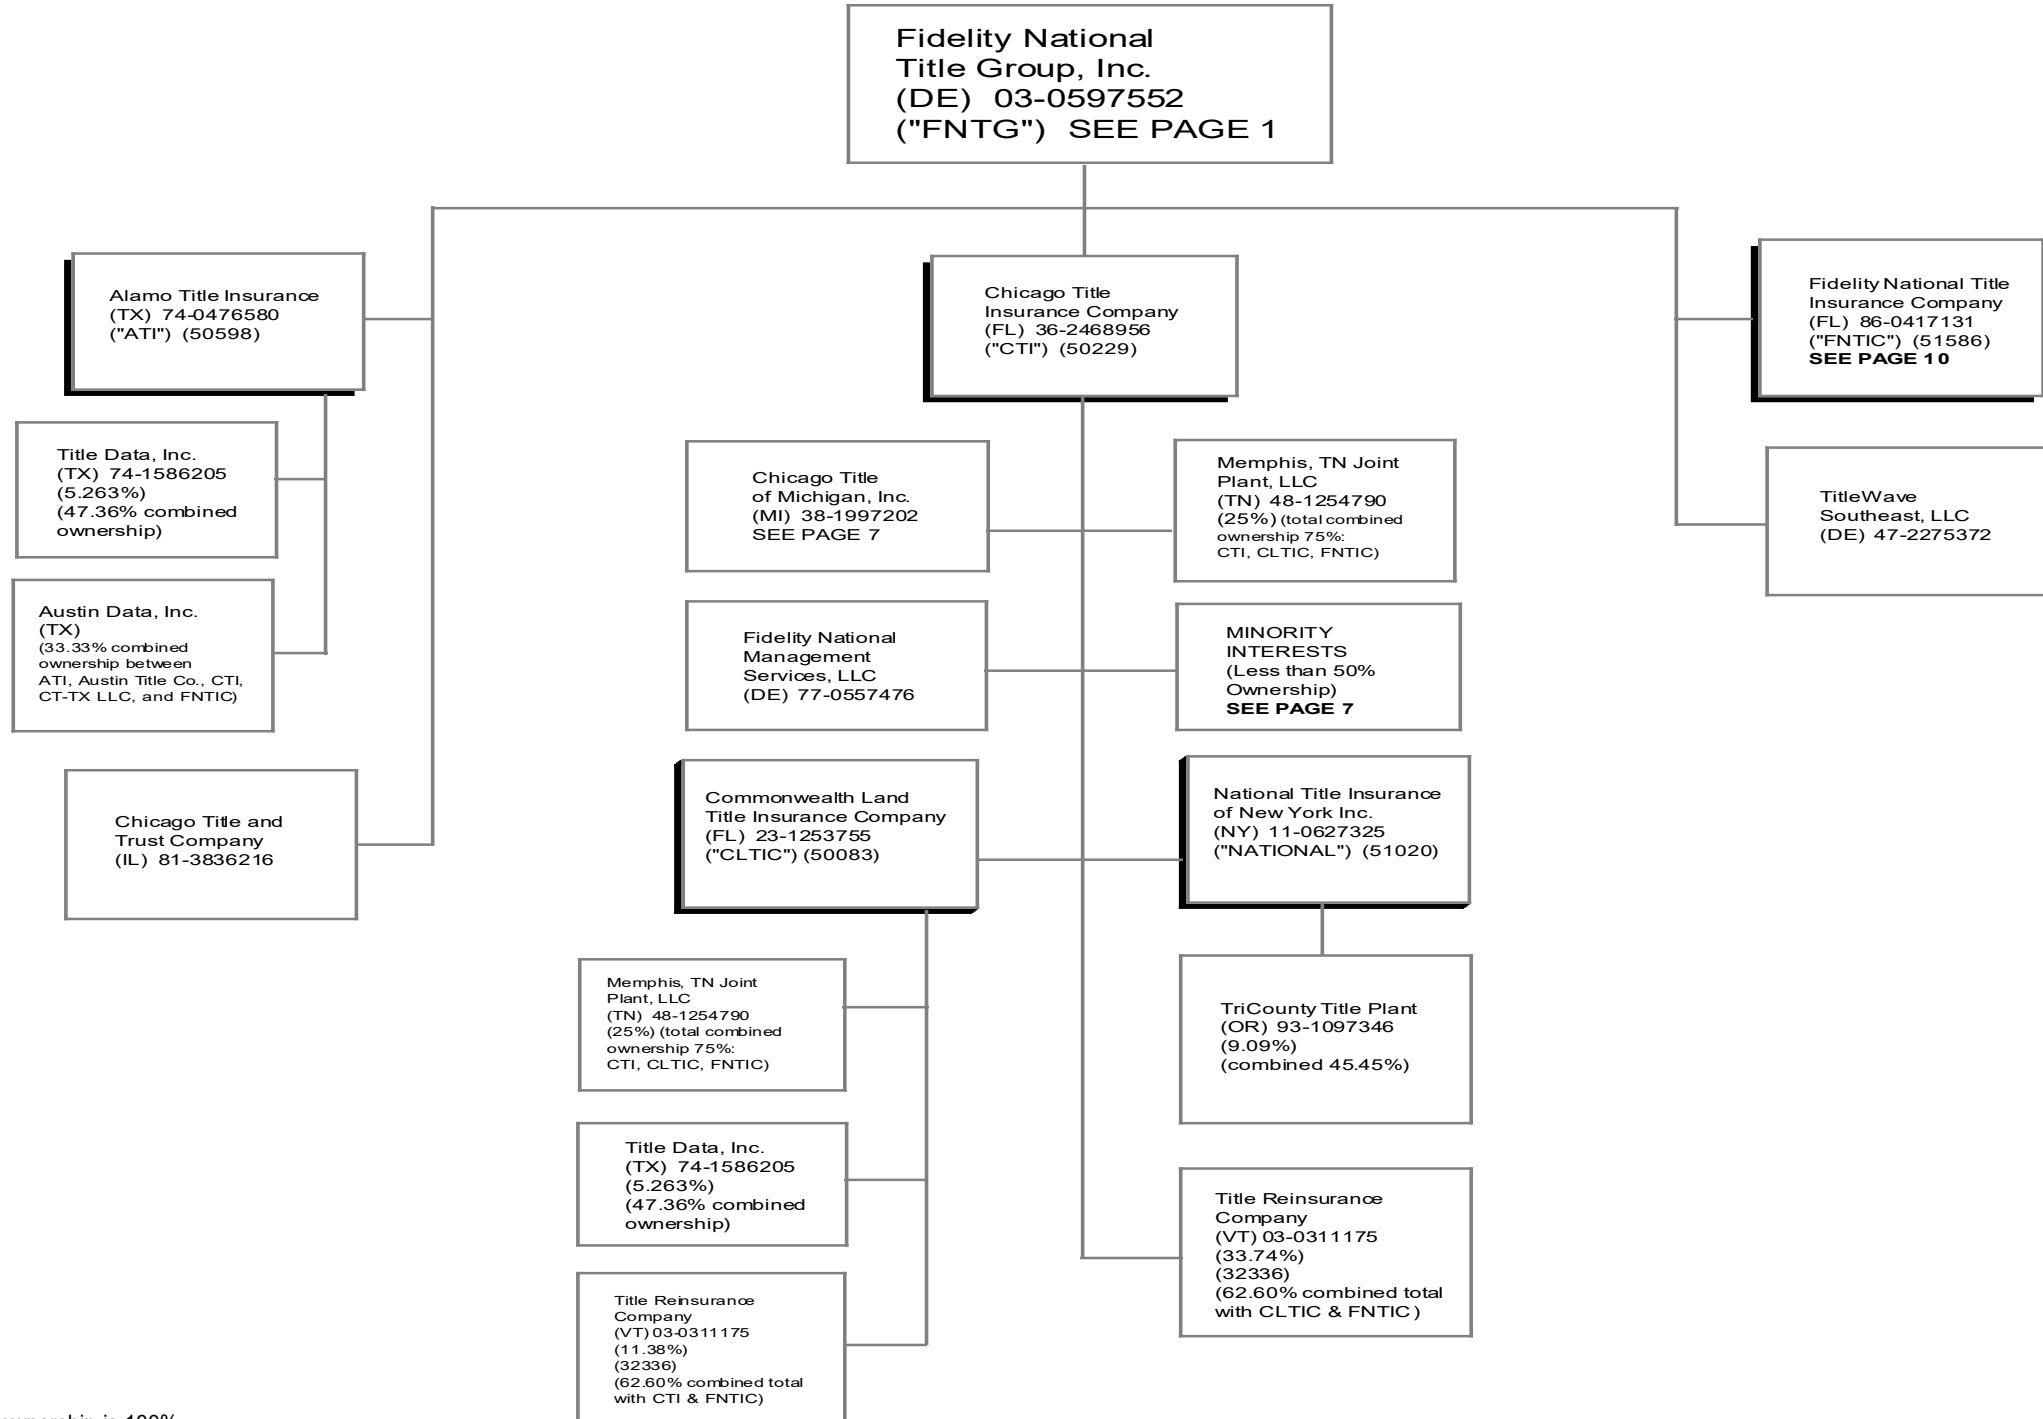 Fidelity National
Title Group, Inc.
(DE) 03-0597552
("FNTG") SEE PAGE 1
Alamo Title Insurance
(TX) 74-0476580
("ATI") (50598)
Chicago Title
Insurance Company
(FL) 36-2468956
("CTI") (50229)
Fidelity National Title
Insurance Company
(FL) 86-0417131
("FNTIC") (51586)
SEE PAGE 10
Title Data, Inc.
(TX) 74-1586205
(5.263%)
(47.36% combined
ownership)
Chicago Title
of Michigan, Inc.
(MI) 38-1997202
SEE PAGE 7
Memphis, TN Joint
Plant, LLC
(TN) 48-1254790
(25%) (total combined
ownership 75%:
CTI, CLTIC, FNTIC)
TitleWave
Southeast, LLC
(DE) 47-2275372
Austin Data, Inc.
(TX)
(33.33% combined
ownership between
ATI, Austin Title Co., CTI,
CT-TX LLC, and FNTIC)
Fidelity National
Management
Services, LLC
(DE) 77-0557476
MINORITY
INTERESTS
(Less than 50%
Ownership)
SEE PAGE 7
Chicago Title and
Trust Company
(IL) 81-3836216
Commonwealth Land
Title Insurance Company
(FL) 23-1253755
("CLTIC") (50083)
National Title Insurance
of New York Inc.
(NY) 11-0627325
("NATIONAL") (51020)
Memphis, TN Joint
Plant, LLC
(TN) 48-1254790
(25%) (total combined
ownership 75%:
CTI, CLTIC, FNTIC)
TriCounty Title Plant
(OR) 93-1097346
(9.09%)
(combined 45.45%)
Title Data, Inc.
(TX) 74-1586205
(5.263%)
(47.36% combined
ownership)
Title Reinsurance
Company
(VT) 03-0311175
(33.74%)
(32336)
(62.60% combined total
with CLTIC & FNTIC)
Title Reinsurance
Company
(VT) 03-0311175
(11.38%)
(32336)
(62.60% combined total
with CTI & FNTIC)
is 100%